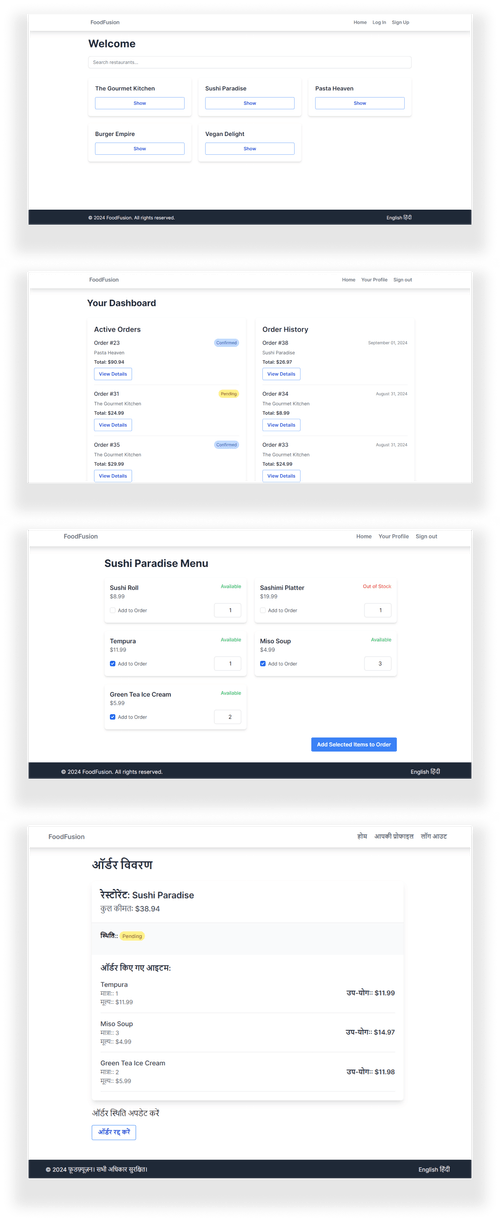 FoodFusion Home Log in Sign Up
Welcome
Search restaurants...
The Gourmet Kitchen Sushi Paradise Pasta Heaven
Show Show Show
Burger Empire Vegan Delight
Show Show
© 2024 FoodFusion. All rights reserved. English हिंदी
FoodFusion Home Your Profile Sign out
Your Dashboard
Active Orders
Order #23 Confirmed
Pasta Heaven
Total: $90.94
View Details
Order #31 Pending
The Gourmet Kitchen
Total: $24.99
View Details
Order #35 Confirmed
The Gourmet Kitchen
Total: $29.99
View Details
Order History
Order #38 September 01, 2024
Sushi Paradise
Total: $26.97
View Details
Order #34 August 31, 2024
The Gourmet Kitchen
Total: $8.99
View Details
Order #33 August 31, 2024
The Gourmet Kitchen
Total: $24.99
View Details
FoodFusion Home Your Profile Sign out
Sushi Paradise Menu
Sushi Roll Available
$8.99
Add to Order 1
Sashimi Platter Out of Stock
$19.99
Add to Order 1
Tempura Available
$11.99
Add to Order 1
Miso Soup Available
$4.99
Add to Order 3
Green Tea Ice Cream Available
$5.99
Add to Order 2
Add Selected Items to Order
© 2024 FoodFusion. All rights reserved. English हिंदी
FoodFusion होम आपकी प्रोफ़ाइल लॉग आउट
ऑर्डर विवरण
रेस्टोरेंट: Sushi Paradise
कुल कीमत: $38.94
स्थिति:: Pending
ऑर्डर किए गए आइटम:
Tempura
मात्रा:: 1
मूल्य:: $11.99
उप-योग:: $11.99
Miso Soup
मात्रा:: 3
मूल्य:: $4.99
उप-योग:: $14.97
Green Tea Ice Cream
मात्रा:: 2
मूल्य:: $5.99
उप-योग:: $11.98
ऑर्डर स्थिति अपडेट करें
ऑर्डर रद्द करें
© 2024 फ़ूडफ़्यूज़न। सभी अधिकार सुरक्षित। English हिंदी